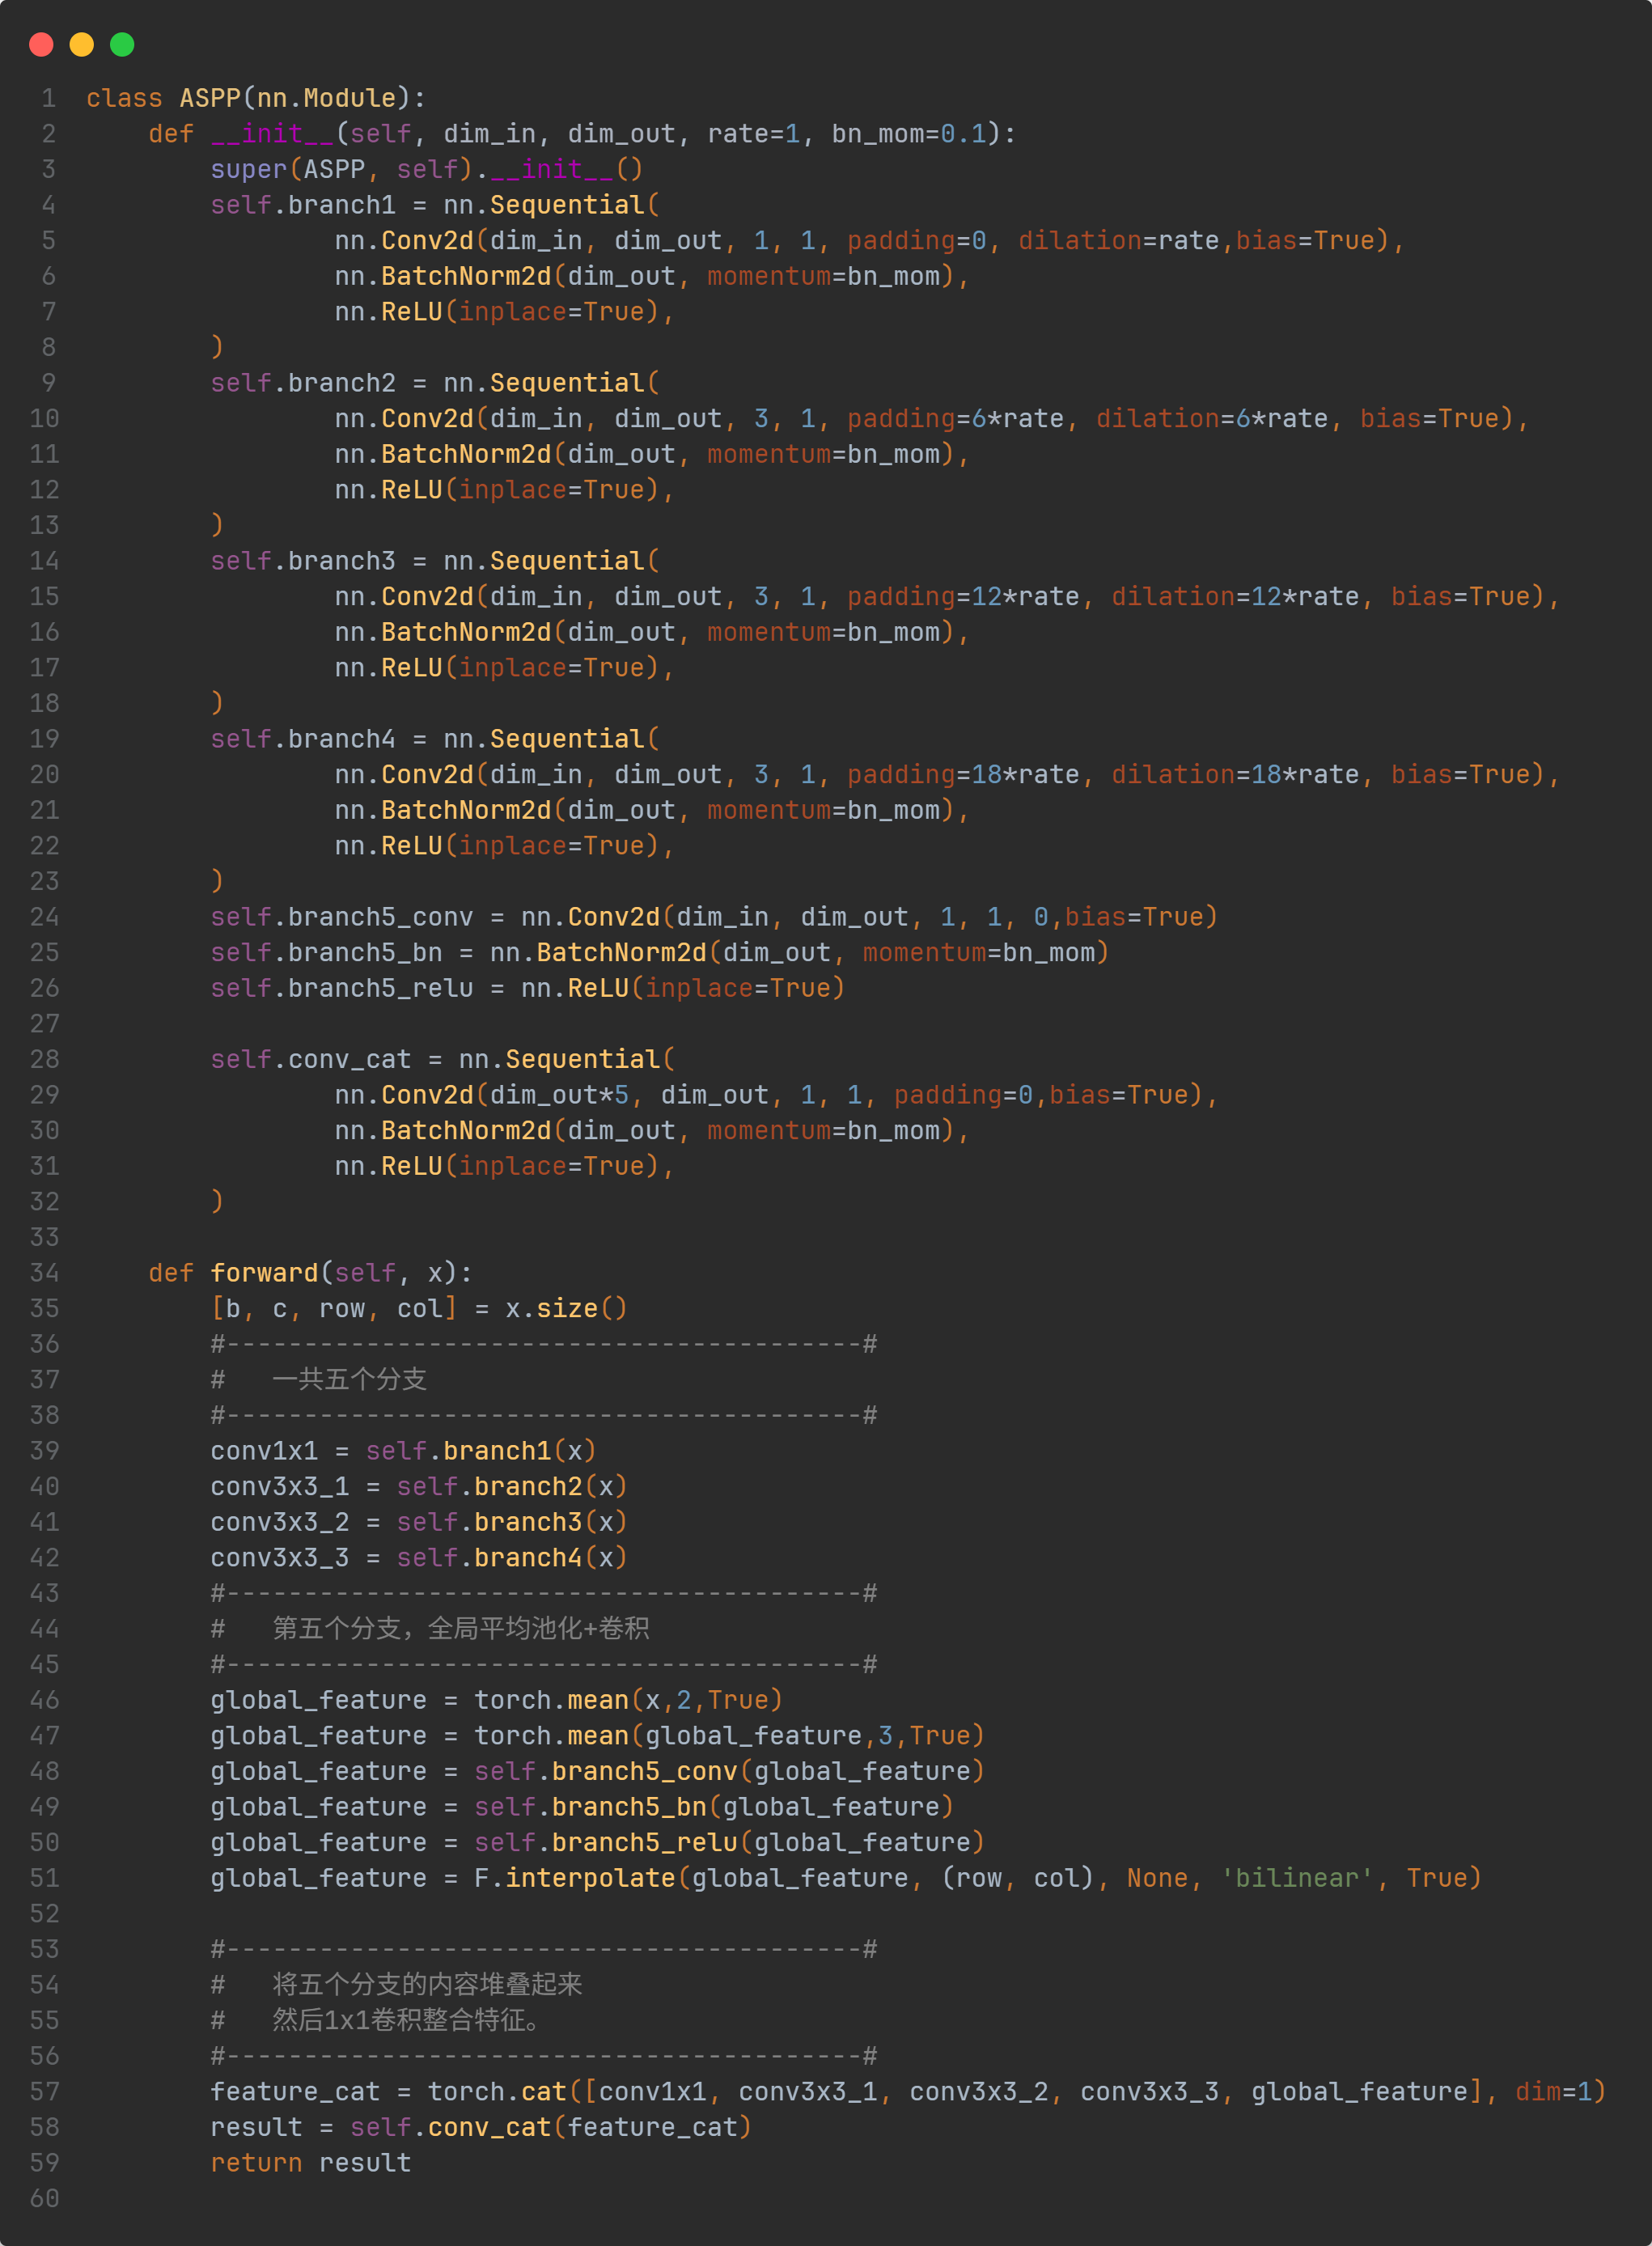 1 class ASPP(nn.Module):
2     def __init__(self, dim_in, dim_out, rate=1, bn_mom=0.1):
3         super(ASPP, self).__init__()
4         self.branch1 = nn.Sequential(
5                 nn.Conv2d(dim_in, dim_out, 1, 1, padding=0, dilation=rate,bias=True),
6                 nn.BatchNorm2d(dim_out, momentum=bn_mom),
7                 nn.ReLU(inplace=True),
8         )
9         self.branch2 = nn.Sequential(
10                 nn.Conv2d(dim_in, dim_out, 3, 1, padding=6*rate, dilation=6*rate, bias=True),
11                 nn.BatchNorm2d(dim_out, momentum=bn_mom),
12                 nn.ReLU(inplace=True),
13         )
14         self.branch3 = nn.Sequential(
15                 nn.Conv2d(dim_in, dim_out, 3, 1, padding=12*rate, dilation=12*rate, bias=True),
16                 nn.BatchNorm2d(dim_out, momentum=bn_mom),
17                 nn.ReLU(inplace=True),
18         )
19         self.branch4 = nn.Sequential(
20                 nn.Conv2d(dim_in, dim_out, 3, 1, padding=18*rate, dilation=18*rate, bias=True),
21                 nn.BatchNorm2d(dim_out, momentum=bn_mom),
22                 nn.ReLU(inplace=True),
23         )
24         self.branch5_conv = nn.Conv2d(dim_in, dim_out, 1, 1, 0,bias=True)
25         self.branch5_bn = nn.BatchNorm2d(dim_out, momentum=bn_mom)
26         self.branch5_relu = nn.ReLU(inplace=True)
27
28         self.conv_cat = nn.Sequential(
29                 nn.Conv2d(dim_out*5, dim_out, 1, 1, padding=0,bias=True),
30                 nn.BatchNorm2d(dim_out, momentum=bn_mom),
31                 nn.ReLU(inplace=True),
32         )
33
34     def forward(self, x):
35         [b, c, row, col] = x.size()
36         #-----------------------------------------#
37         #   一共五个分支
38         #-----------------------------------------#
39         conv1x1 = self.branch1(x)
40         conv3x3_1 = self.branch2(x)
41         conv3x3_2 = self.branch3(x)
42         conv3x3_3 = self.branch4(x)
43         #-----------------------------------------#
44         #   第五个分支，全局平均池化+卷积
45         #-----------------------------------------#
46         global_feature = torch.mean(x,2,True)
47         global_feature = torch.mean(global_feature,3,True)
48         global_feature = self.branch5_conv(global_feature)
49         global_feature = self.branch5_bn(global_feature)
50         global_feature = self.branch5_relu(global_feature)
51         global_feature = F.interpolate(global_feature, (row, col), None, 'bilinear', True)
52
53         #-----------------------------------------#
54         #   将五个分支的内容堆叠起来
55         #   然后1x1卷积整合特征。
56         #-----------------------------------------#
57         feature_cat = torch.cat([conv1x1, conv3x3_1, conv3x3_2, conv3x3_3, global_feature], dim=1)
58         result = self.conv_cat(feature_cat)
59         return result
60